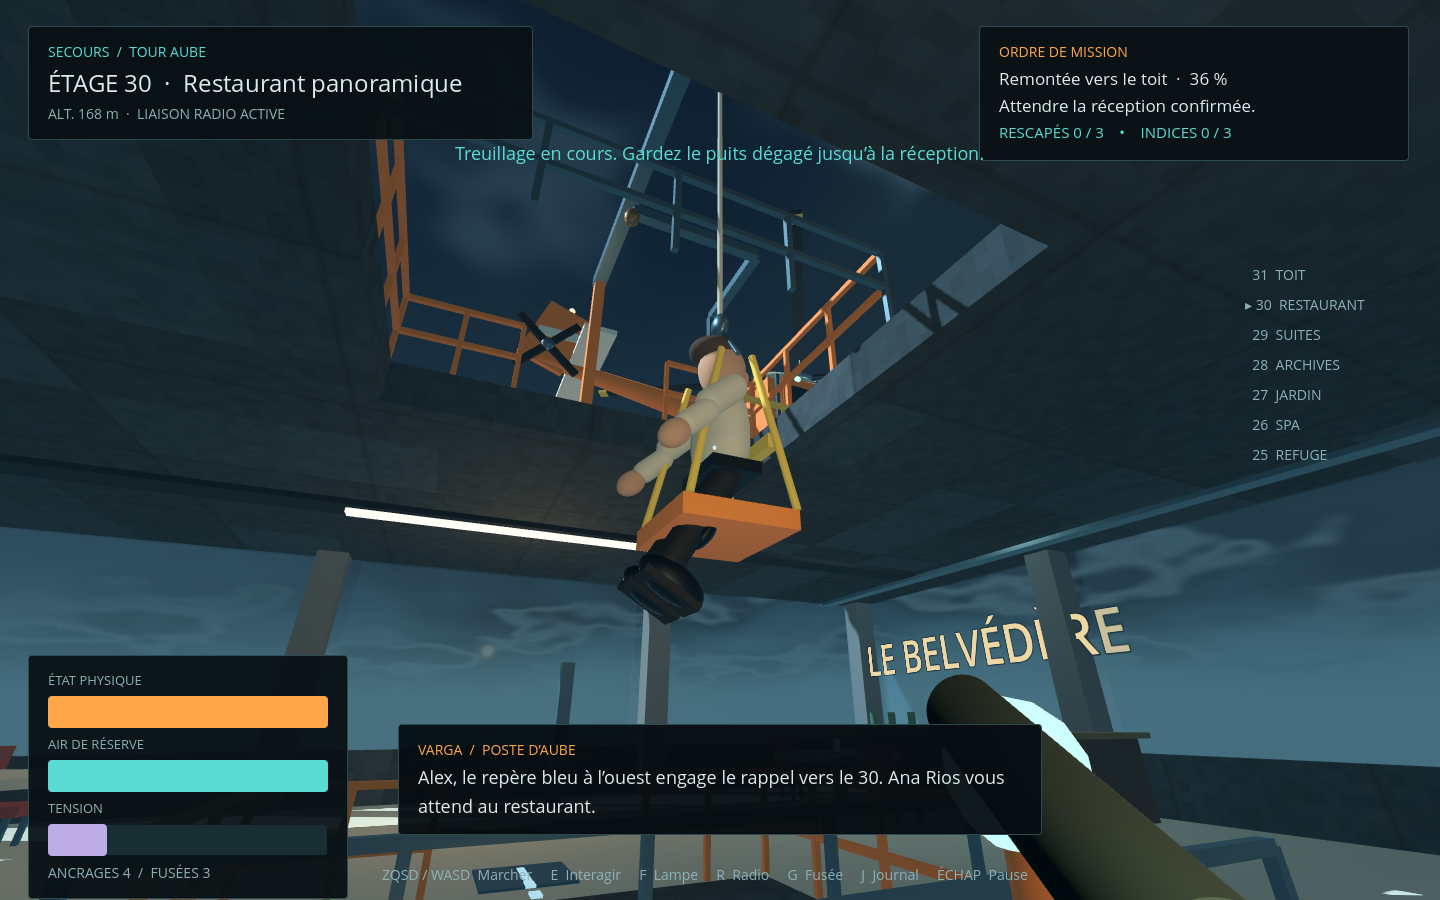 SECOURS / TOUR AUBE
ÉTAGE 30 · Restaurant panoramique
ALT. 168 m · LIAISON RADIO ACTIVE
ORDRE DE MISSION
Remontée vers le toit · 36 %
Attendre la réception confirmée.
RESCAPÉS 0 / 3 • INDICES 0 / 3
Treuillage en cours. Gardez le puits dégagé jusqu’à la réception.
31 TOIT
▸ 30 RESTAURANT
29 SUITES
28 ARCHIVES
27 JARDIN
26 SPA
25 REFUGE
LE BELVÉDÈRE
ÉTAT PHYSIQUE
AIR DE RÉSERVE
TENSION
ANCRAGES 4 / FUSÉES 3
VARGA / POSTE D’AUBE
Alex, le repère bleu à l’ouest engage le rappel vers le 30. Ana Rios vous
attend au restaurant.
ZQSD / WASD Marcher E Interagir F Lampe R Radio G Fusée J Journal ÉCHAP Pause